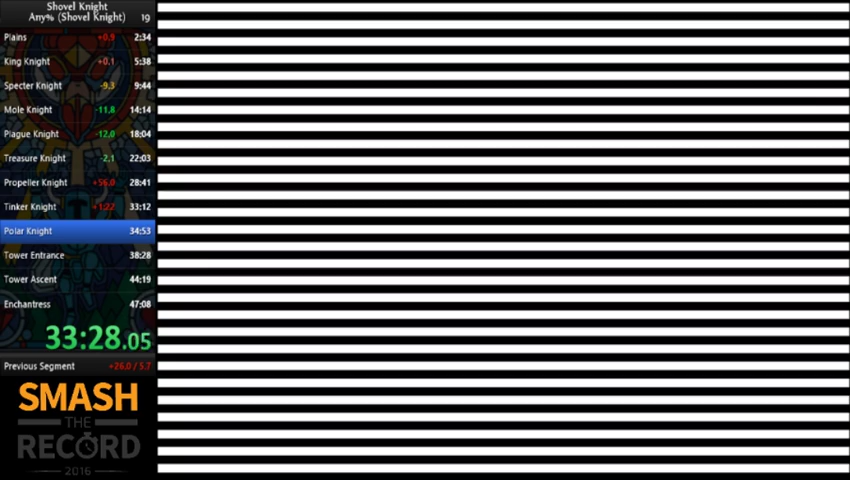 Shovel Knight
Any% (Shovel Knight) 19
Plains +0.9 2:34
King Knight +0.1 5:38
Specter Knight -9.3 9:44
Mole Knight -11.8 14:14
Plague Knight -12.0 18:04
Treasure Knight -2.1 22:03
Propeller Knight +56.0 28:41
Tinker Knight +1:22 33:12
Polar Knight 34:53
Tower Entrance 38:28
Tower Ascent 44:19
Enchantress 47:08
33:28.05
Previous Segment +26.0 / 5.7
SMASH
THE
RECORD
2016